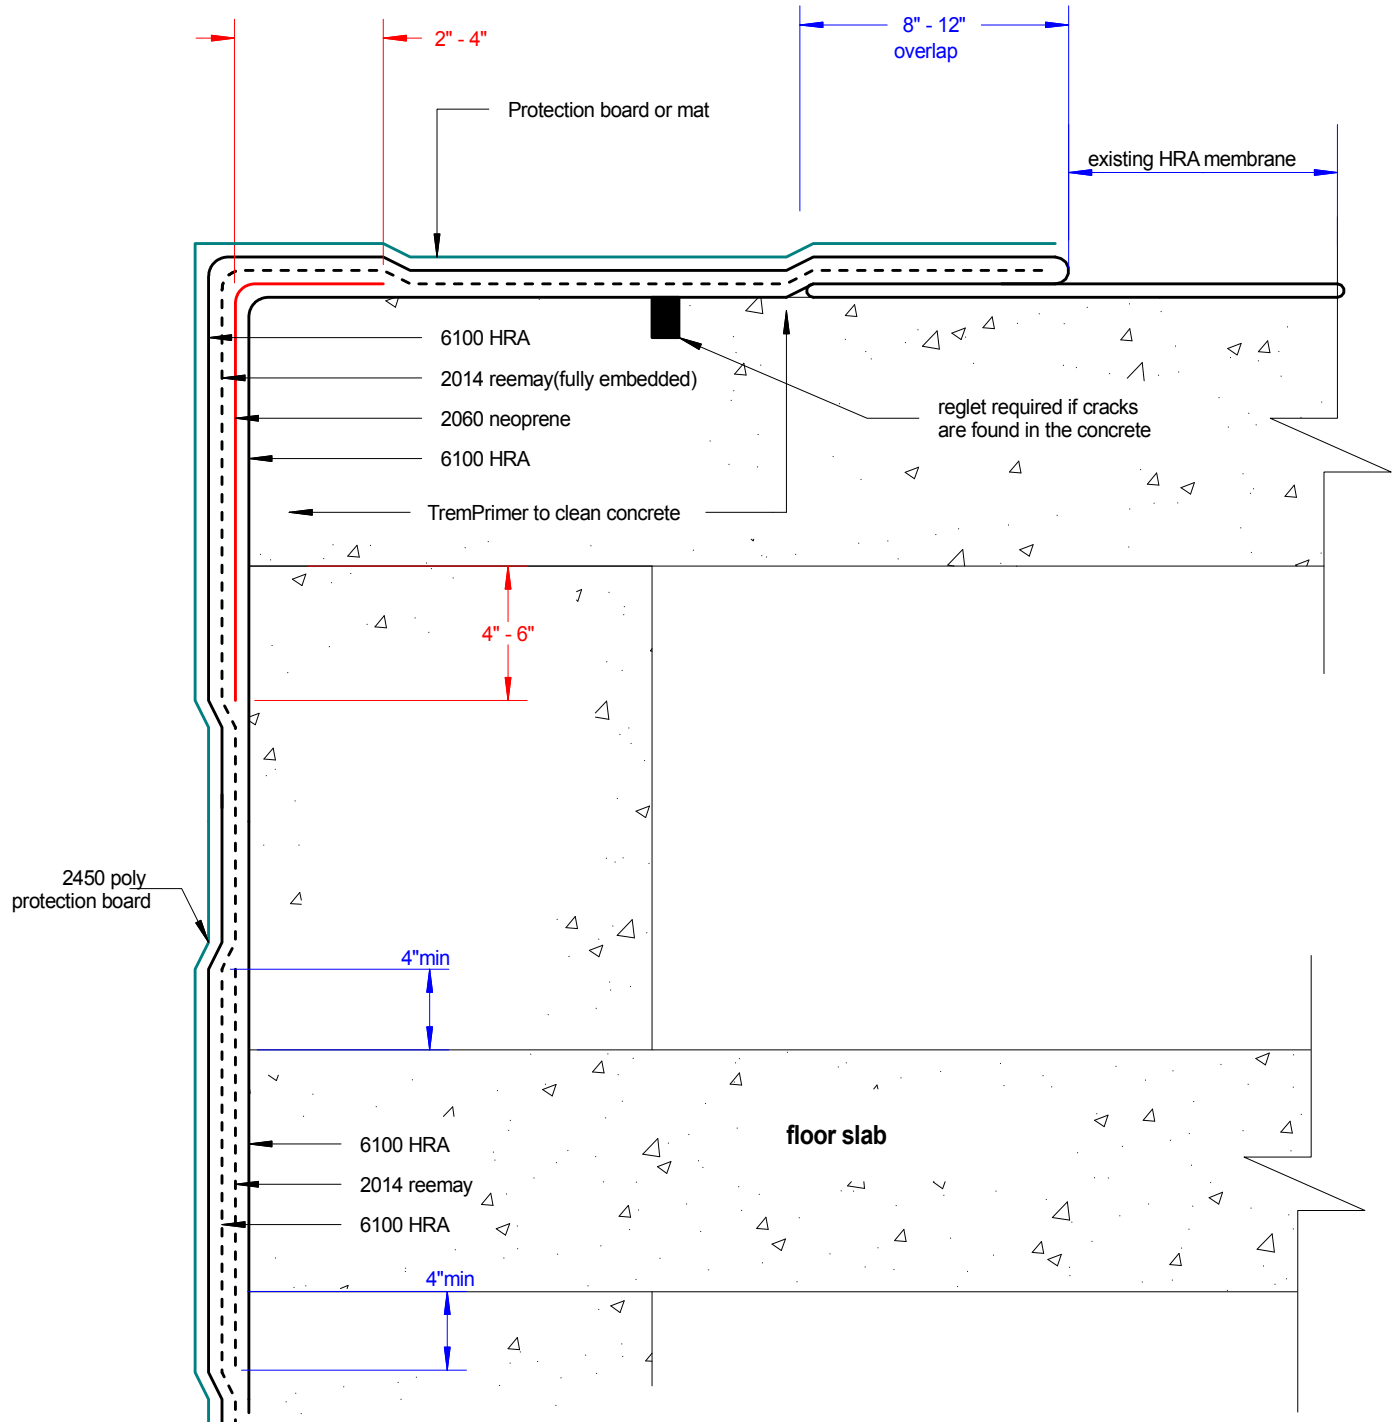 8" - 12"
overlap
2" - 4"
Protection board or mat
existing HRA membrane
6100 HRA
2014 reemay(fully embedded)
2060 neoprene
6100 HRA
reglet required if cracks
are found in the concrete
TremPrimer to clean concrete
4" - 6"
2450 poly
protection board
4"min
floor slab
6100 HRA
2014 reemay
6100 HRA
4"min